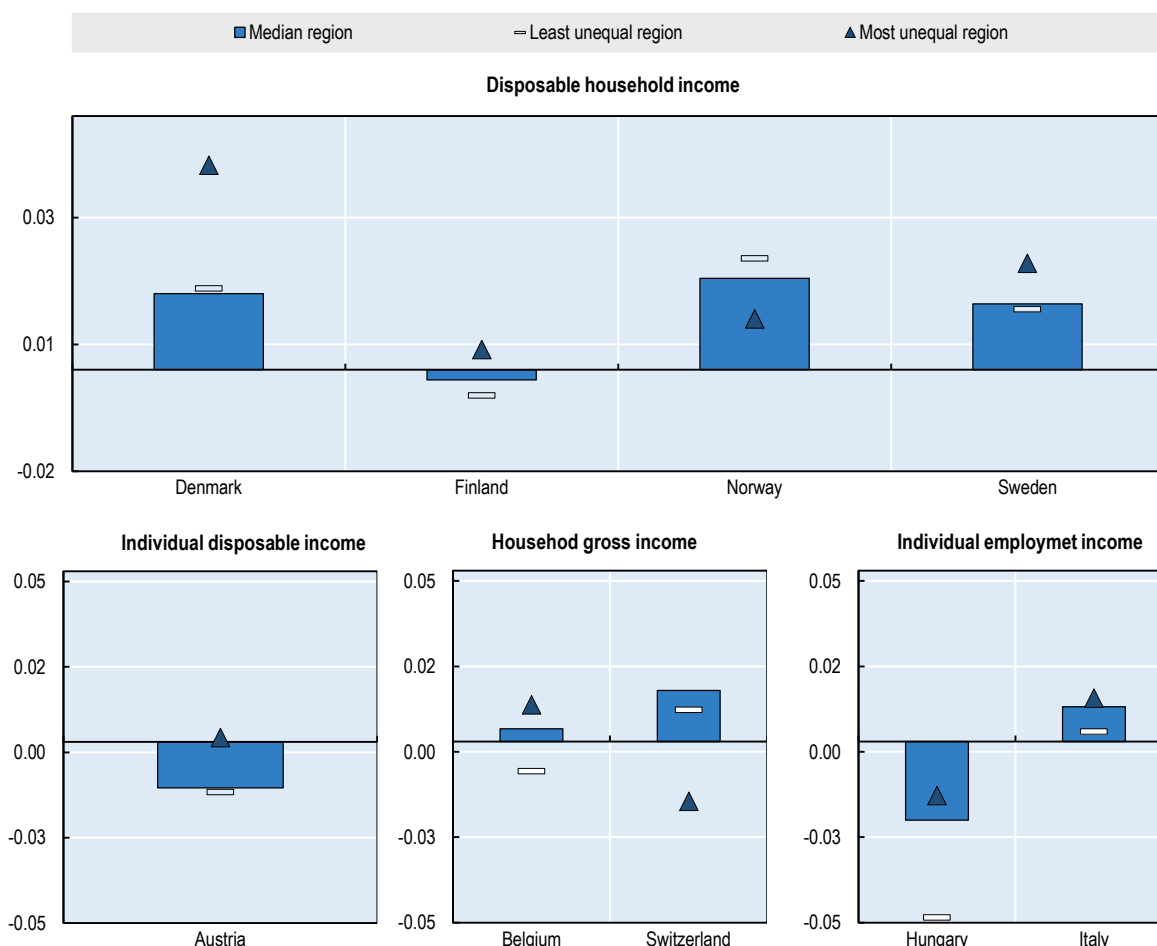 Median region Least unequal region Most unequal region
Disposable household income
0.03
0.01
-0.02
Denmark Finland Norway Sweden
Individual disposable income Househod gross income Individual employmet income
0.05 0.05 0.05
0.02 0.02 0.02
0.00 0.00 0.00
-0.03 -0.03 -0.03
-0.05 -0.05 -0.05
Austria Belgium Switzerland Hungary Italy